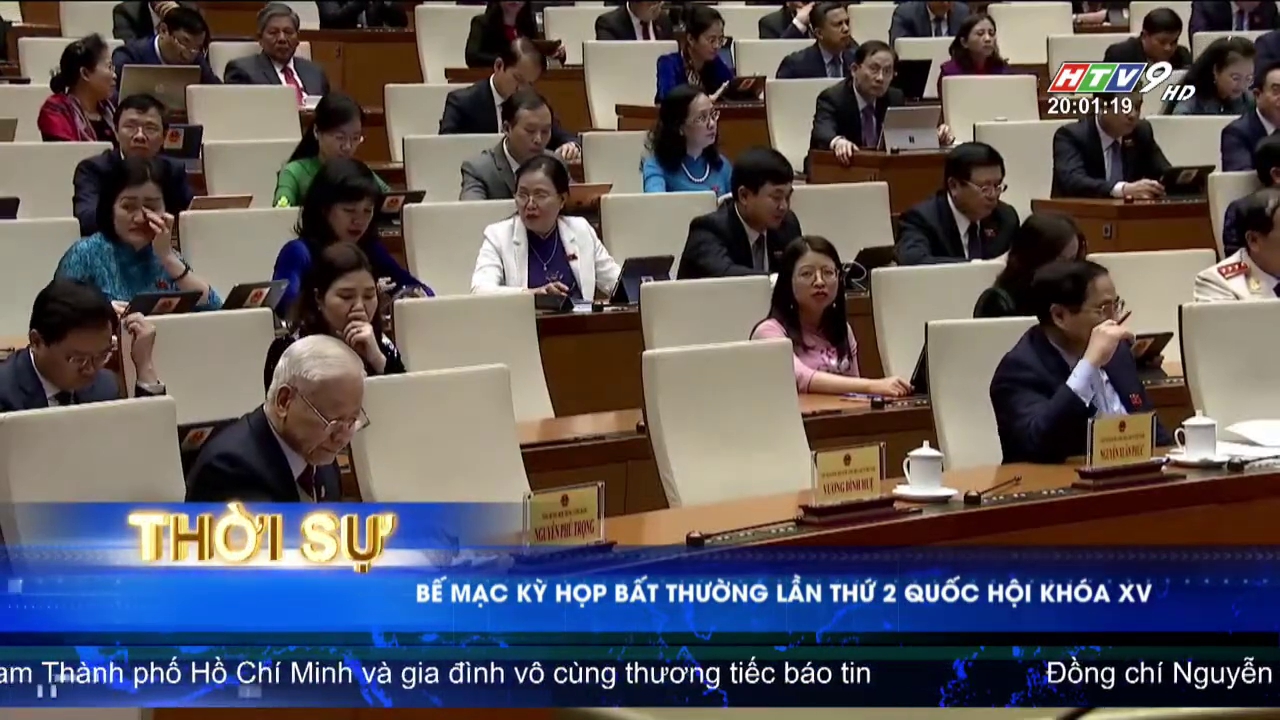 HTV9 HD
20:01:19
NGUYỄN XUÂN PHÚC
VƯƠNG ĐÌNH HUỆ
NGUYỄN PHÚ TRỌNG
THỜI SỰ
BẾ MẠC KỲ HỌP BẤT THƯỜNG LẦN THỨ 2 QUỐC HỘI KHÓA XV
am Thành phố Hồ Chí Minh và gia đình vô cùng thương tiếc báo tin Đồng chí Nguyễn